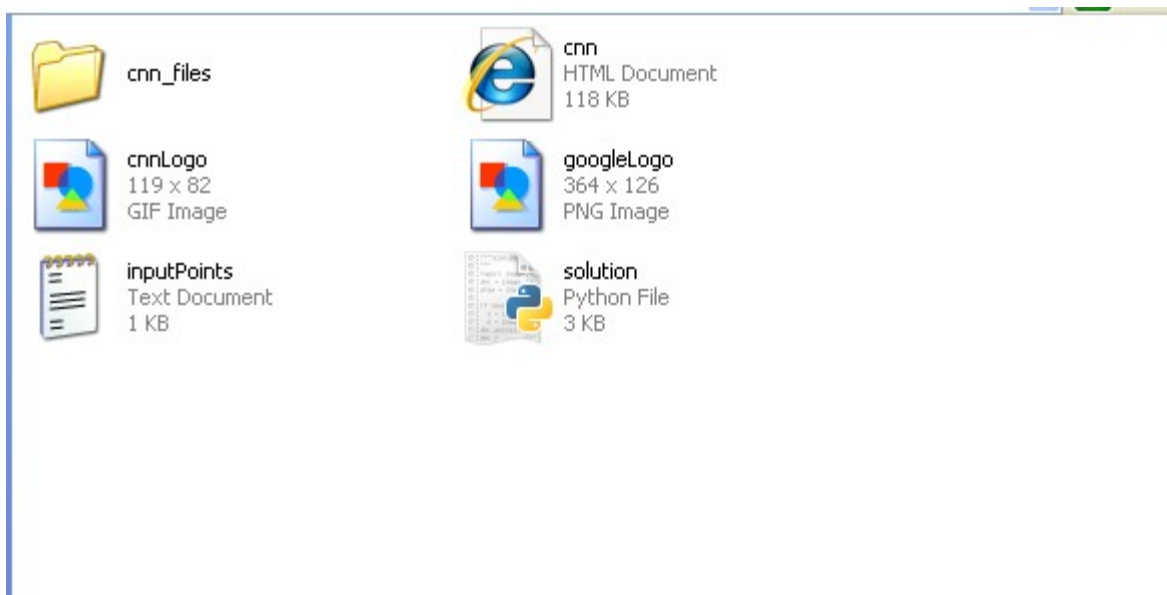 cnn_files
cnn
HTML Document
118 KB
cnnLogo
119 x 82
GIF Image
googleLogo
364 x 126
PNG Image
inputPoints
Text Document
1 KB
solution
Python File
3 KB